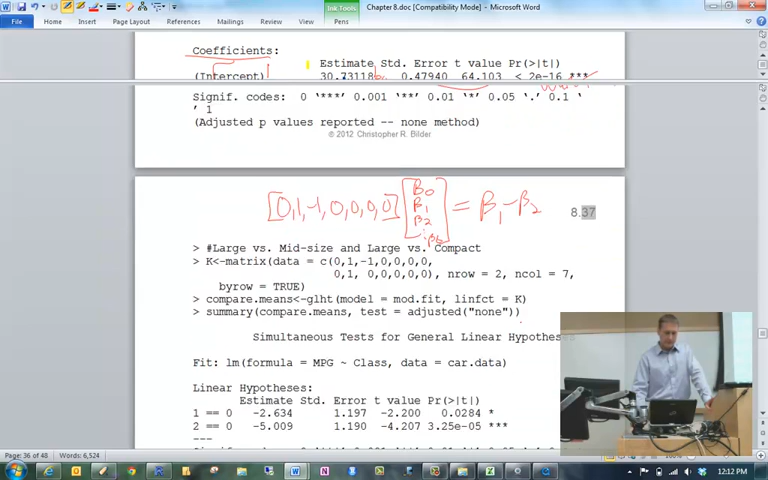 Ink Tools
Chapter 8.doc [Compatibility Mode] - Microsoft Word
File Home Insert Page Layout References Mailings Review View Pens
Coefficients:
Estimate Std. Error t value Pr(>|t|)
(Intercept) 30.73118 0.47940 64.103 < 2e-16 ***
Signif. codes: 0 '***' 0.001 '**' 0.01 '*' 0.05 '.' 0.1 '
' 1
(Adjusted p values reported -- none method)
© 2012 Christopher R. Bilder
[0,1,-1,0,0,0,0] [β0 β1 β2 ⋮ β6] = β1-β2
8.37
> #Large vs. Mid-size and Large vs. Compact
> K<-matrix(data = c(0,1,-1,0,0,0,0,
0,1, 0,0,0,0,0), nrow = 2, ncol = 7,
byrow = TRUE)
> compare.means<-glht(model = mod.fit, linfct = K)
> summary(compare.means, test = adjusted("none"))
Simultaneous Tests for General Linear Hypotheses
Fit: lm(formula = MPG ~ Class, data = car.data)
Linear Hypotheses:
Estimate Std. Error t value Pr(>|t|)
1 == 0 -2.634 1.197 -2.200 0.0284 *
2 == 0 -5.009 1.190 -4.207 3.25e-05 ***
---
Page: 36 of 48 Words: 6,524
12:12 PM